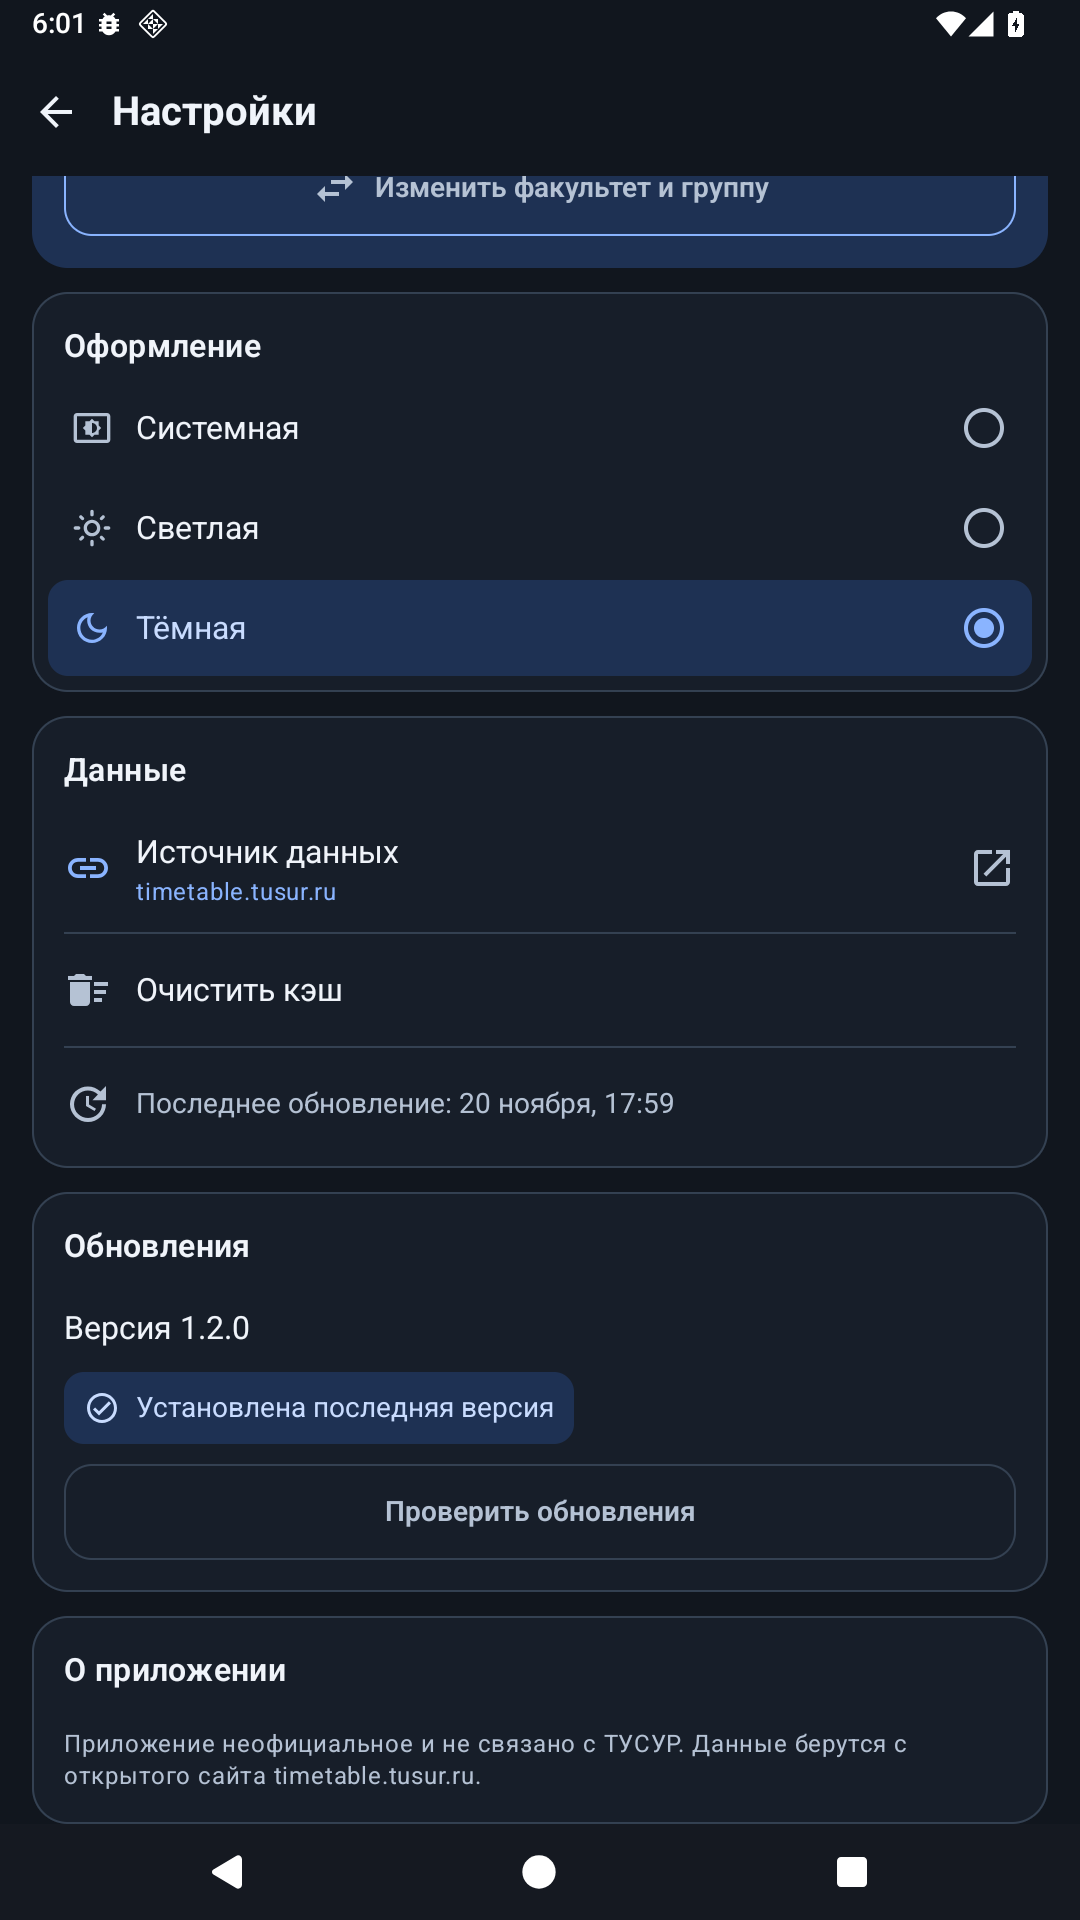 6:01
Настройки
Изменить факультет и группу
Оформление
Системная
Светлая
Тёмная
Данные
Источник данных
timetable.tusur.ru
Очистить кэш
Последнее обновление: 20 ноября, 17:59
Обновления
Версия 1.2.0
Установлена последняя версия
Проверить обновления
О приложении
Приложение неофициальное и не связано с ТУСУР. Данные берутся с
открытого сайта timetable.tusur.ru.